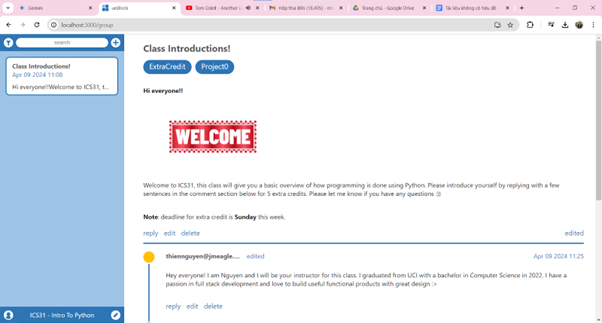 Gemini
unBlock
Tom Odell - Another L
Hộp thư đến (18.405) -
Trang chủ - Google Drive
Tài liệu không có tiêu đề
localhost:3000/group
search
Class Introductions!
Apr 09 2024 11:08
Hi everyone!!Welcome to ICS31, t...
ICS31 - Intro To Python
Class Introductions!
ExtraCredit Project0
Hi everyone!!
WELCOME
Welcome to ICS31, this class will give you a basic overview of how programming is done using Python. Please introduce yourself by replying with a few
sentences in the comment section below for 5 extra credits. Please let me know if you have any questions :))
Note: deadline for extra credit is Sunday this week.
reply edit delete edited
thiennguyen@jmeagle.... edited Apr 09 2024 11:25
Hey everyone! I am Nguyen and I will be your instructor for this class. I graduated from UCI with a bachelor in Computer Science in 2022. I have a
passion in full stack development and love to build useful functional products with great design :>
reply edit delete